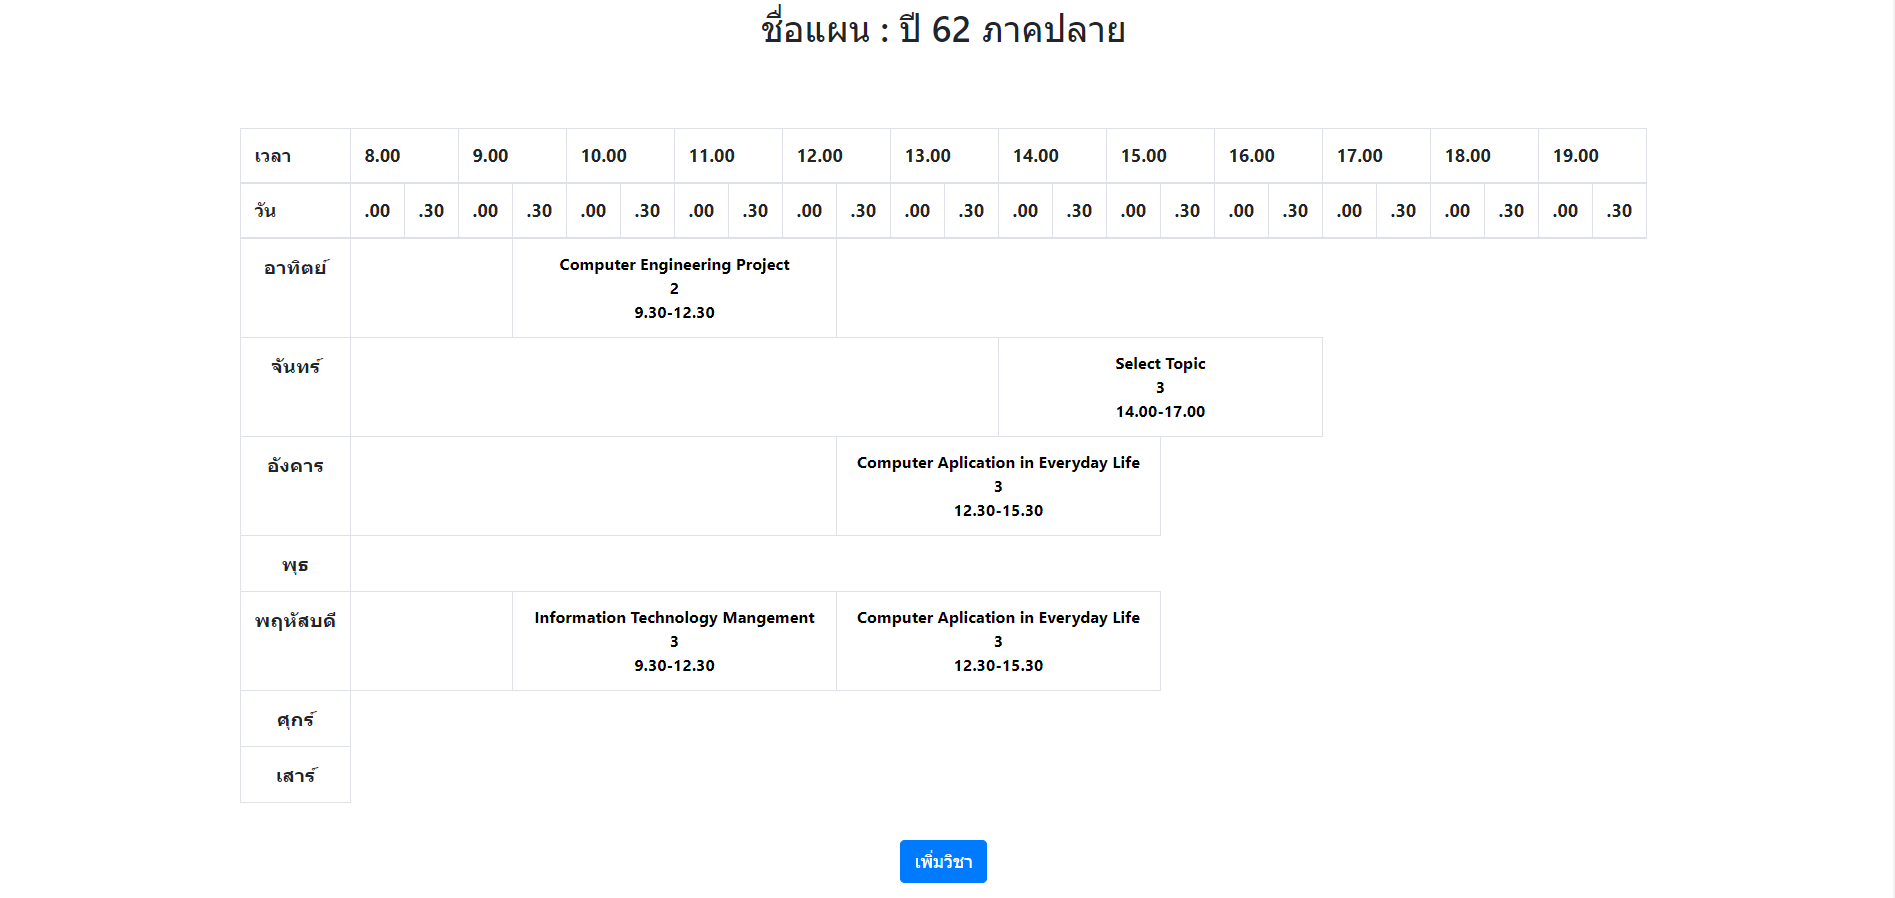 ชื่อแผน : ปี 62 ภาคปลาย
เวลา 8.00 9.00 10.00 11.00 12.00 13.00 14.00 15.00 16.00 17.00 18.00 19.00
วัน .00 .30 .00 .30 .00 .30 .00 .30 .00 .30 .00 .30 .00 .30 .00 .30 .00 .30 .00 .30 .00 .30 .00 .30
อาทิตย์
Computer Engineering Project
2
9.30-12.30
จันทร์
Select Topic
3
14.00-17.00
อังคาร
Computer Aplication in Everyday Life
3
12.30-15.30
พุธ
พฤหัสบดี
Information Technology Mangement
3
9.30-12.30
Computer Aplication in Everyday Life
3
12.30-15.30
ศุกร์
เสาร์
เพิ่มวิชา